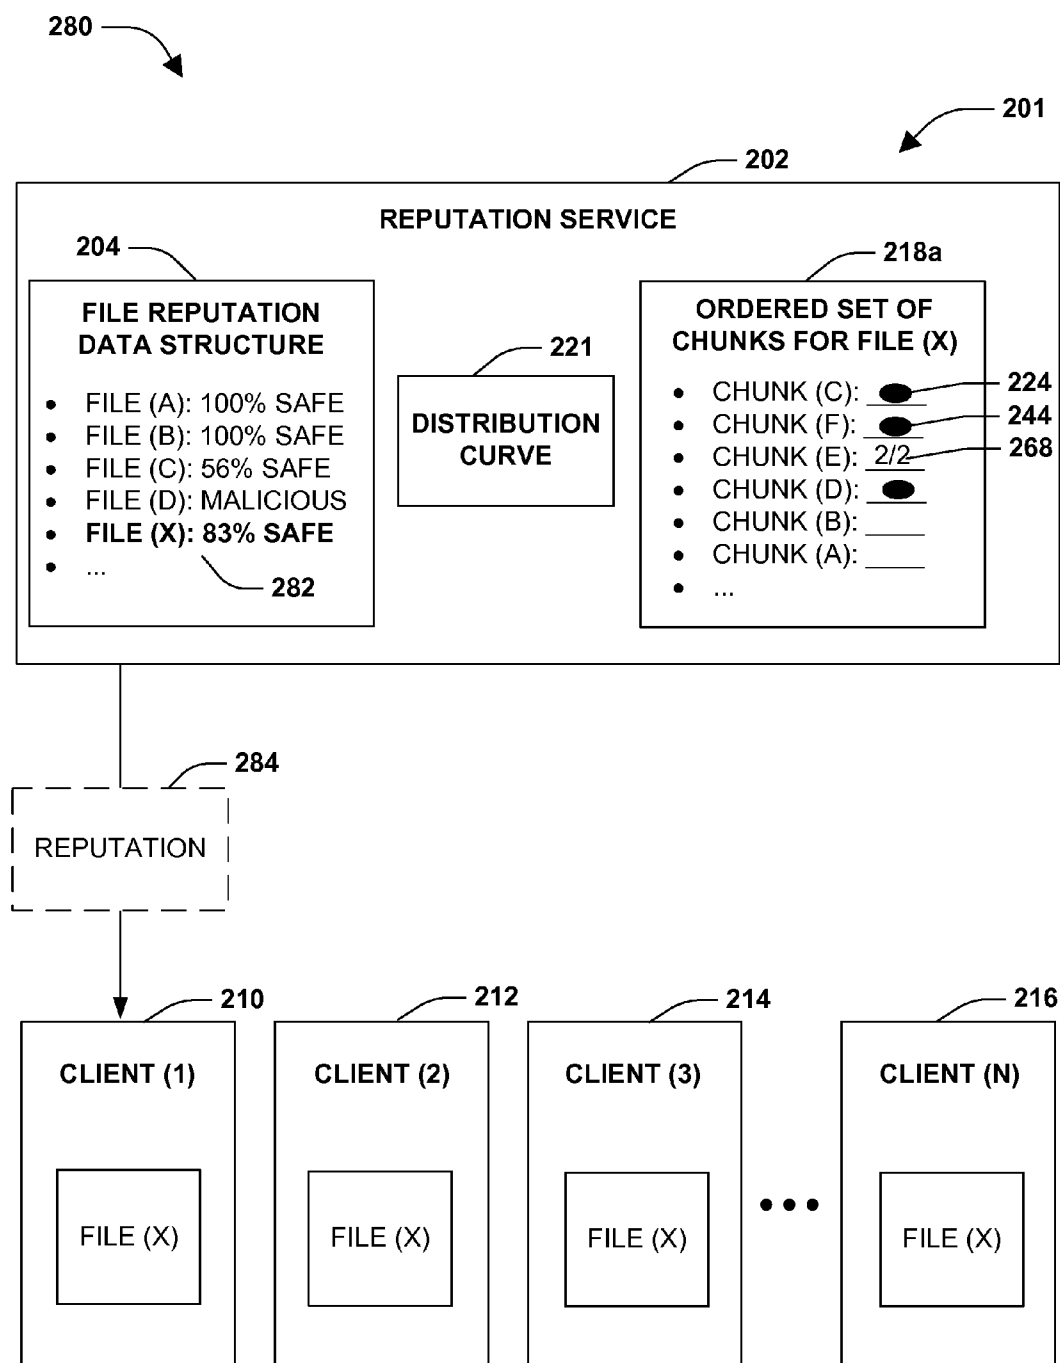 280
201
202
REPUTATION SERVICE
204
FILE REPUTATION
DATA STRUCTURE
• FILE (A): 100% SAFE
• FILE (B): 100% SAFE
• FILE (C): 56% SAFE
• FILE (D): MALICIOUS
• FILE (X): 83% SAFE
• ...
282
221
DISTRIBUTION
CURVE
218a
ORDERED SET OF
CHUNKS FOR FILE (X)
• CHUNK (C): 224
• CHUNK (F): 244
• CHUNK (E): 2/2 268
• CHUNK (D):
• CHUNK (B): ____
• CHUNK (A): ____
• ...
284
REPUTATION
210
CLIENT (1)
FILE (X)
212
CLIENT (2)
FILE (X)
214
CLIENT (3)
FILE (X)
•••
216
CLIENT (N)
FILE (X)